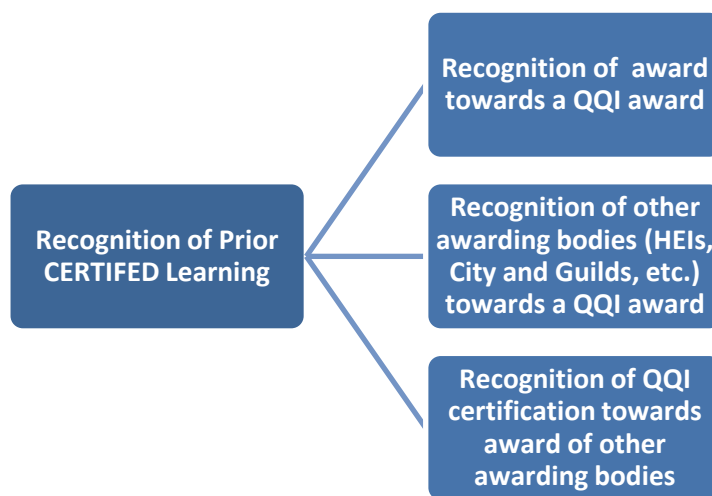 Recognition of award
towards a QQI award
Recognition of Prior
CERTIFED Learning
Recognition of other
awarding bodies (HEIs,
City and Guilds, etc.)
towards a QQI award
Recognition of QQI
certification towards
award of other
awarding bodies